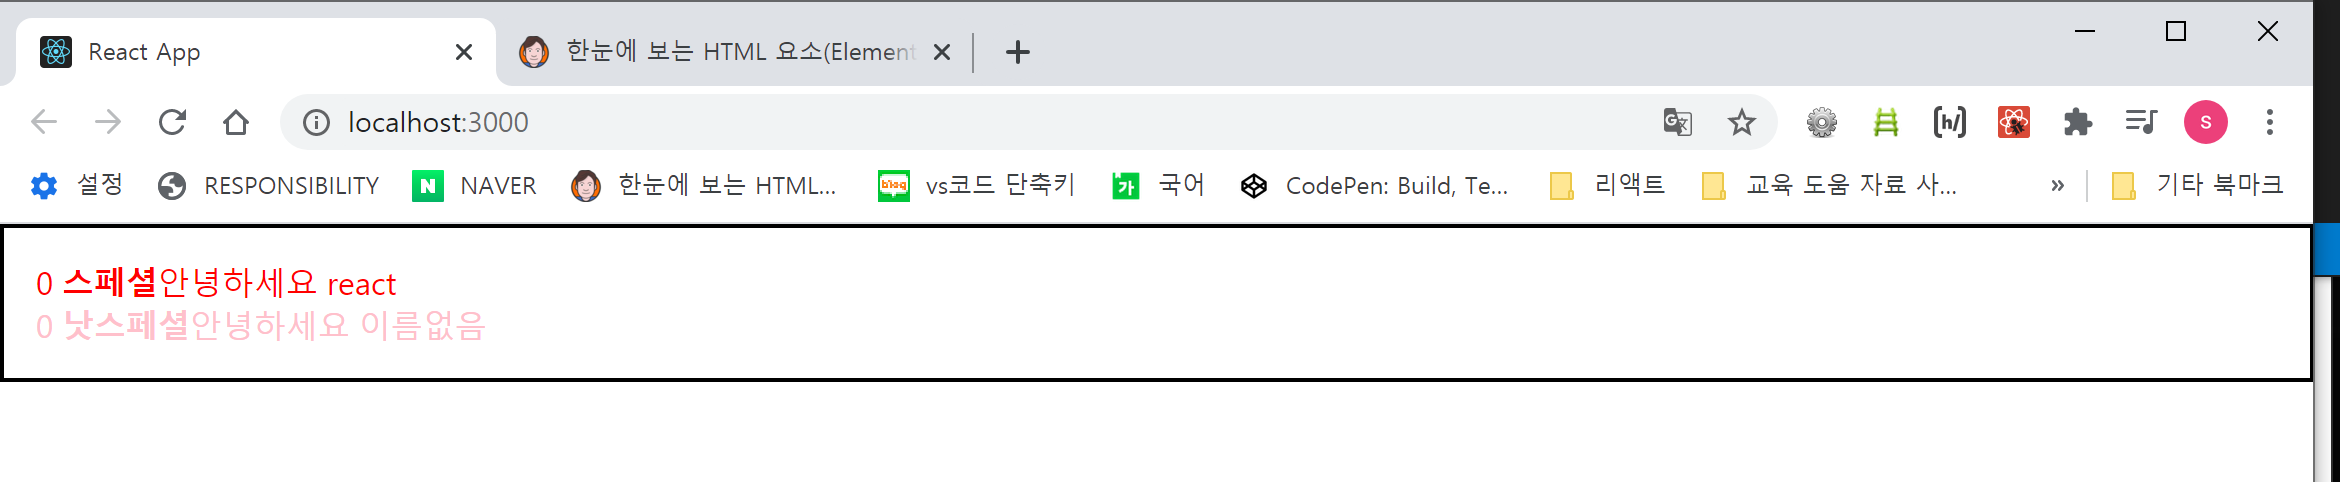 React App
한눈에 보는 HTML 요소(Element
localhost:3000
s
설정
RESPONSIBILITY
NAVER
한눈에 보는 HTML...
vs코드 단축키
국어
CodePen: Build, Te...
리액트
교육 도움 자료 사...
»
기타 북마크
0 스페셜안녕하세요 react
0 낫스페셜안녕하세요 이름없음